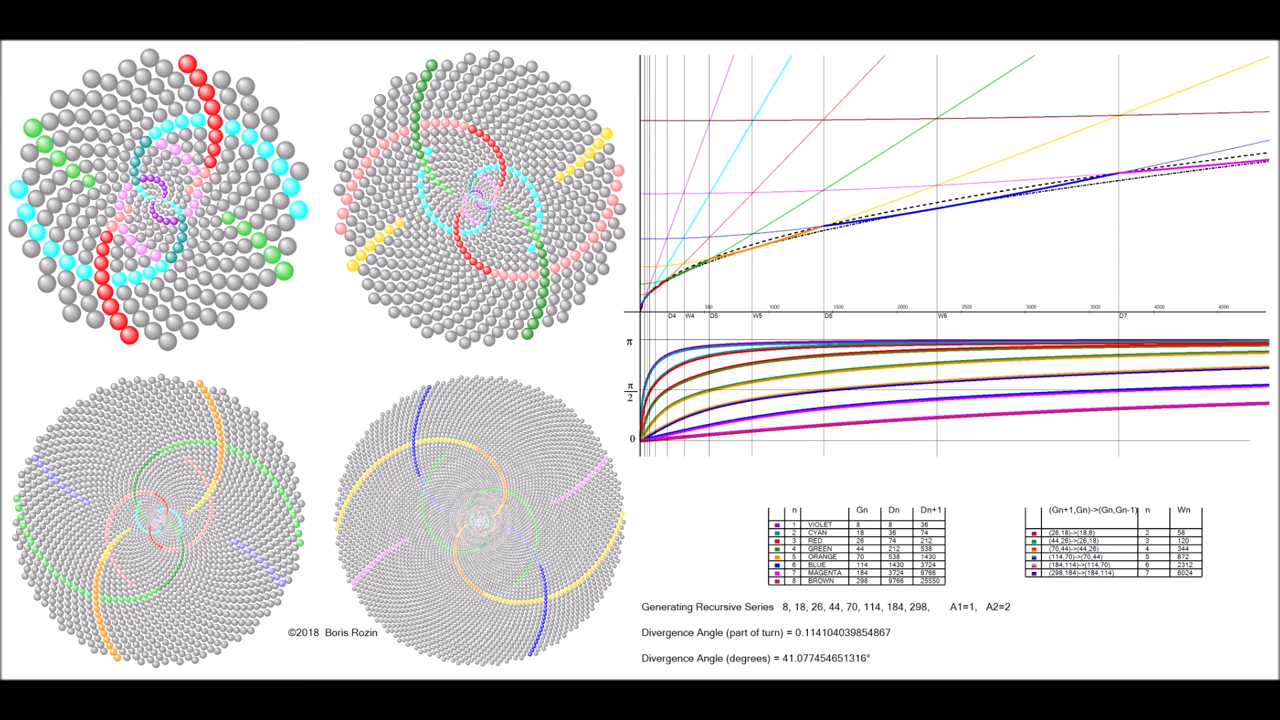 500 1000 1500 2000 2500 3000 3500 4000 4500
D4 W4 D5 W5 D6 W6 D7
π
π
2
0
n Gn Dn Dn+1
1 VIOLET 8 8 36
2 CYAN 18 36 74
3 RED 26 74 212
4 GREEN 44 212 538
5 ORANGE 70 538 1430
6 BLUE 114 1430 3724
7 MAGENTA 184 3724 9766
8 BROWN 298 9766 25550
(Gn+1,Gn)->(Gn,Gn-1) n Wn
(26,18)->(18,8) 2 58
(44,26)->(26,18) 3 120
(70,44)->(44,26) 4 344
(114,70)->(70,44) 5 872
(184,114)->(114,70) 6 2312
(298,184)->(184,114) 7 6024
Generating Recursive Series 8, 18, 26, 44, 70, 114, 184, 298, A1=1, A2=2
©2018 Boris Rozin
Divergence Angle (part of turn) = 0.114104039854867
Divergence Angle (degrees) = 41.077454651316°